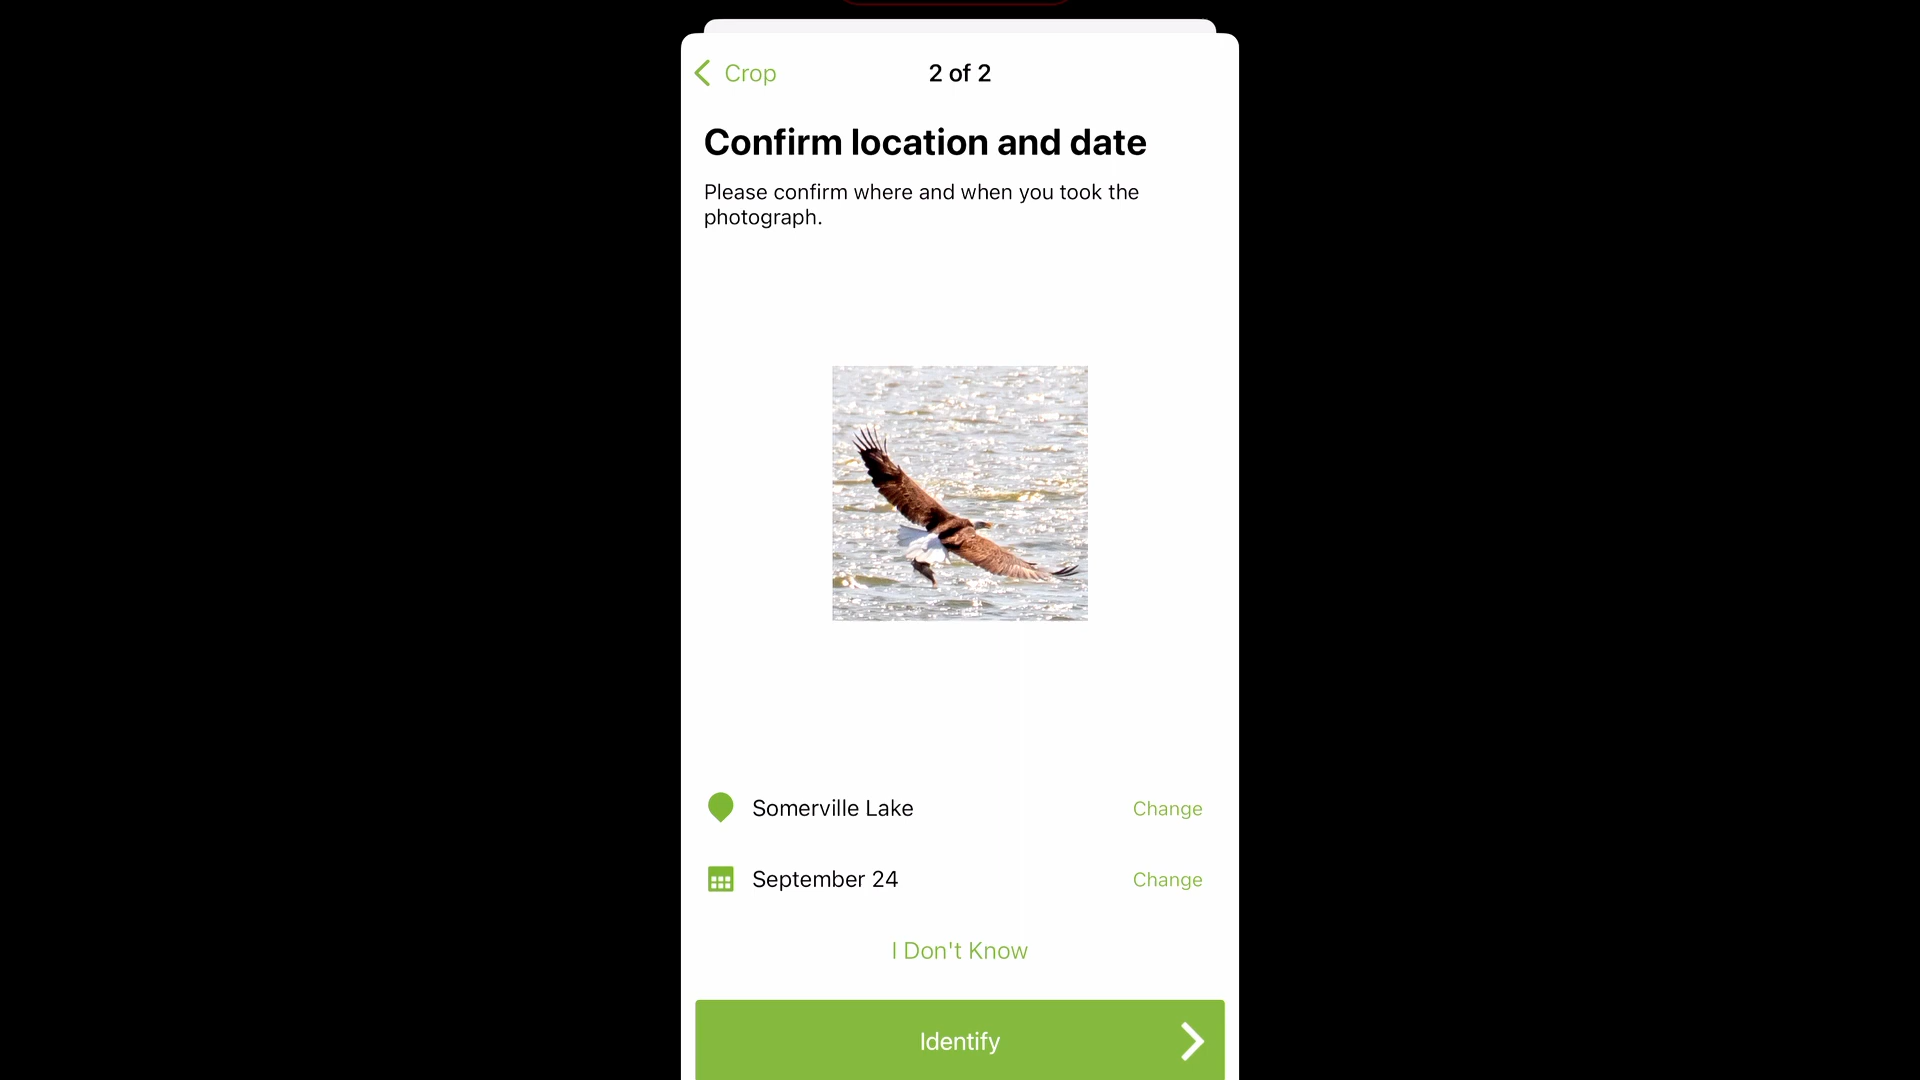 Crop
2 of 2
Confirm location and date
Please confirm where and when you took the
photograph.
Somerville Lake
Change
September 24
Change
I Don't Know
Identify